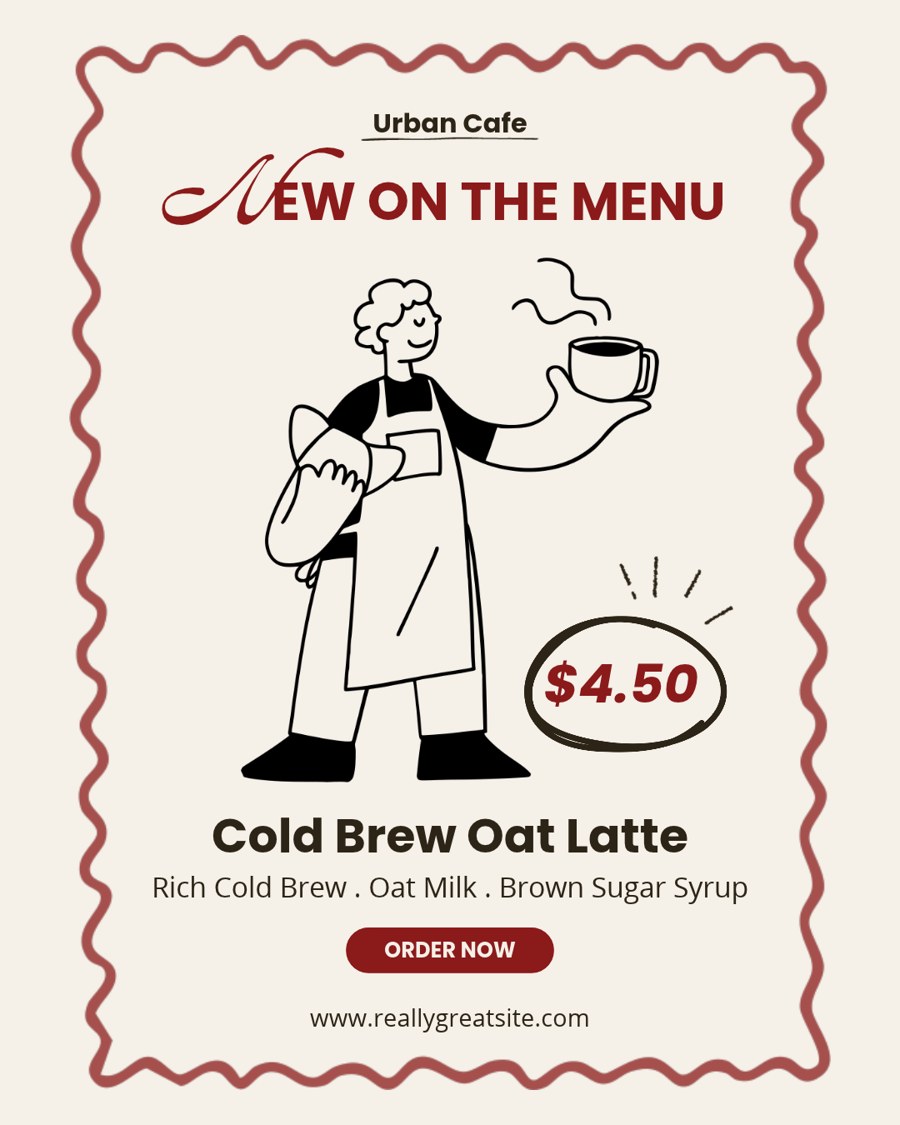 Urban Cafe
NEW ON THE MENU
$4.50
Cold Brew Oat Latte
Rich Cold Brew . Oat Milk . Brown Sugar Syrup
ORDER NOW
www.reallygreatsite.com